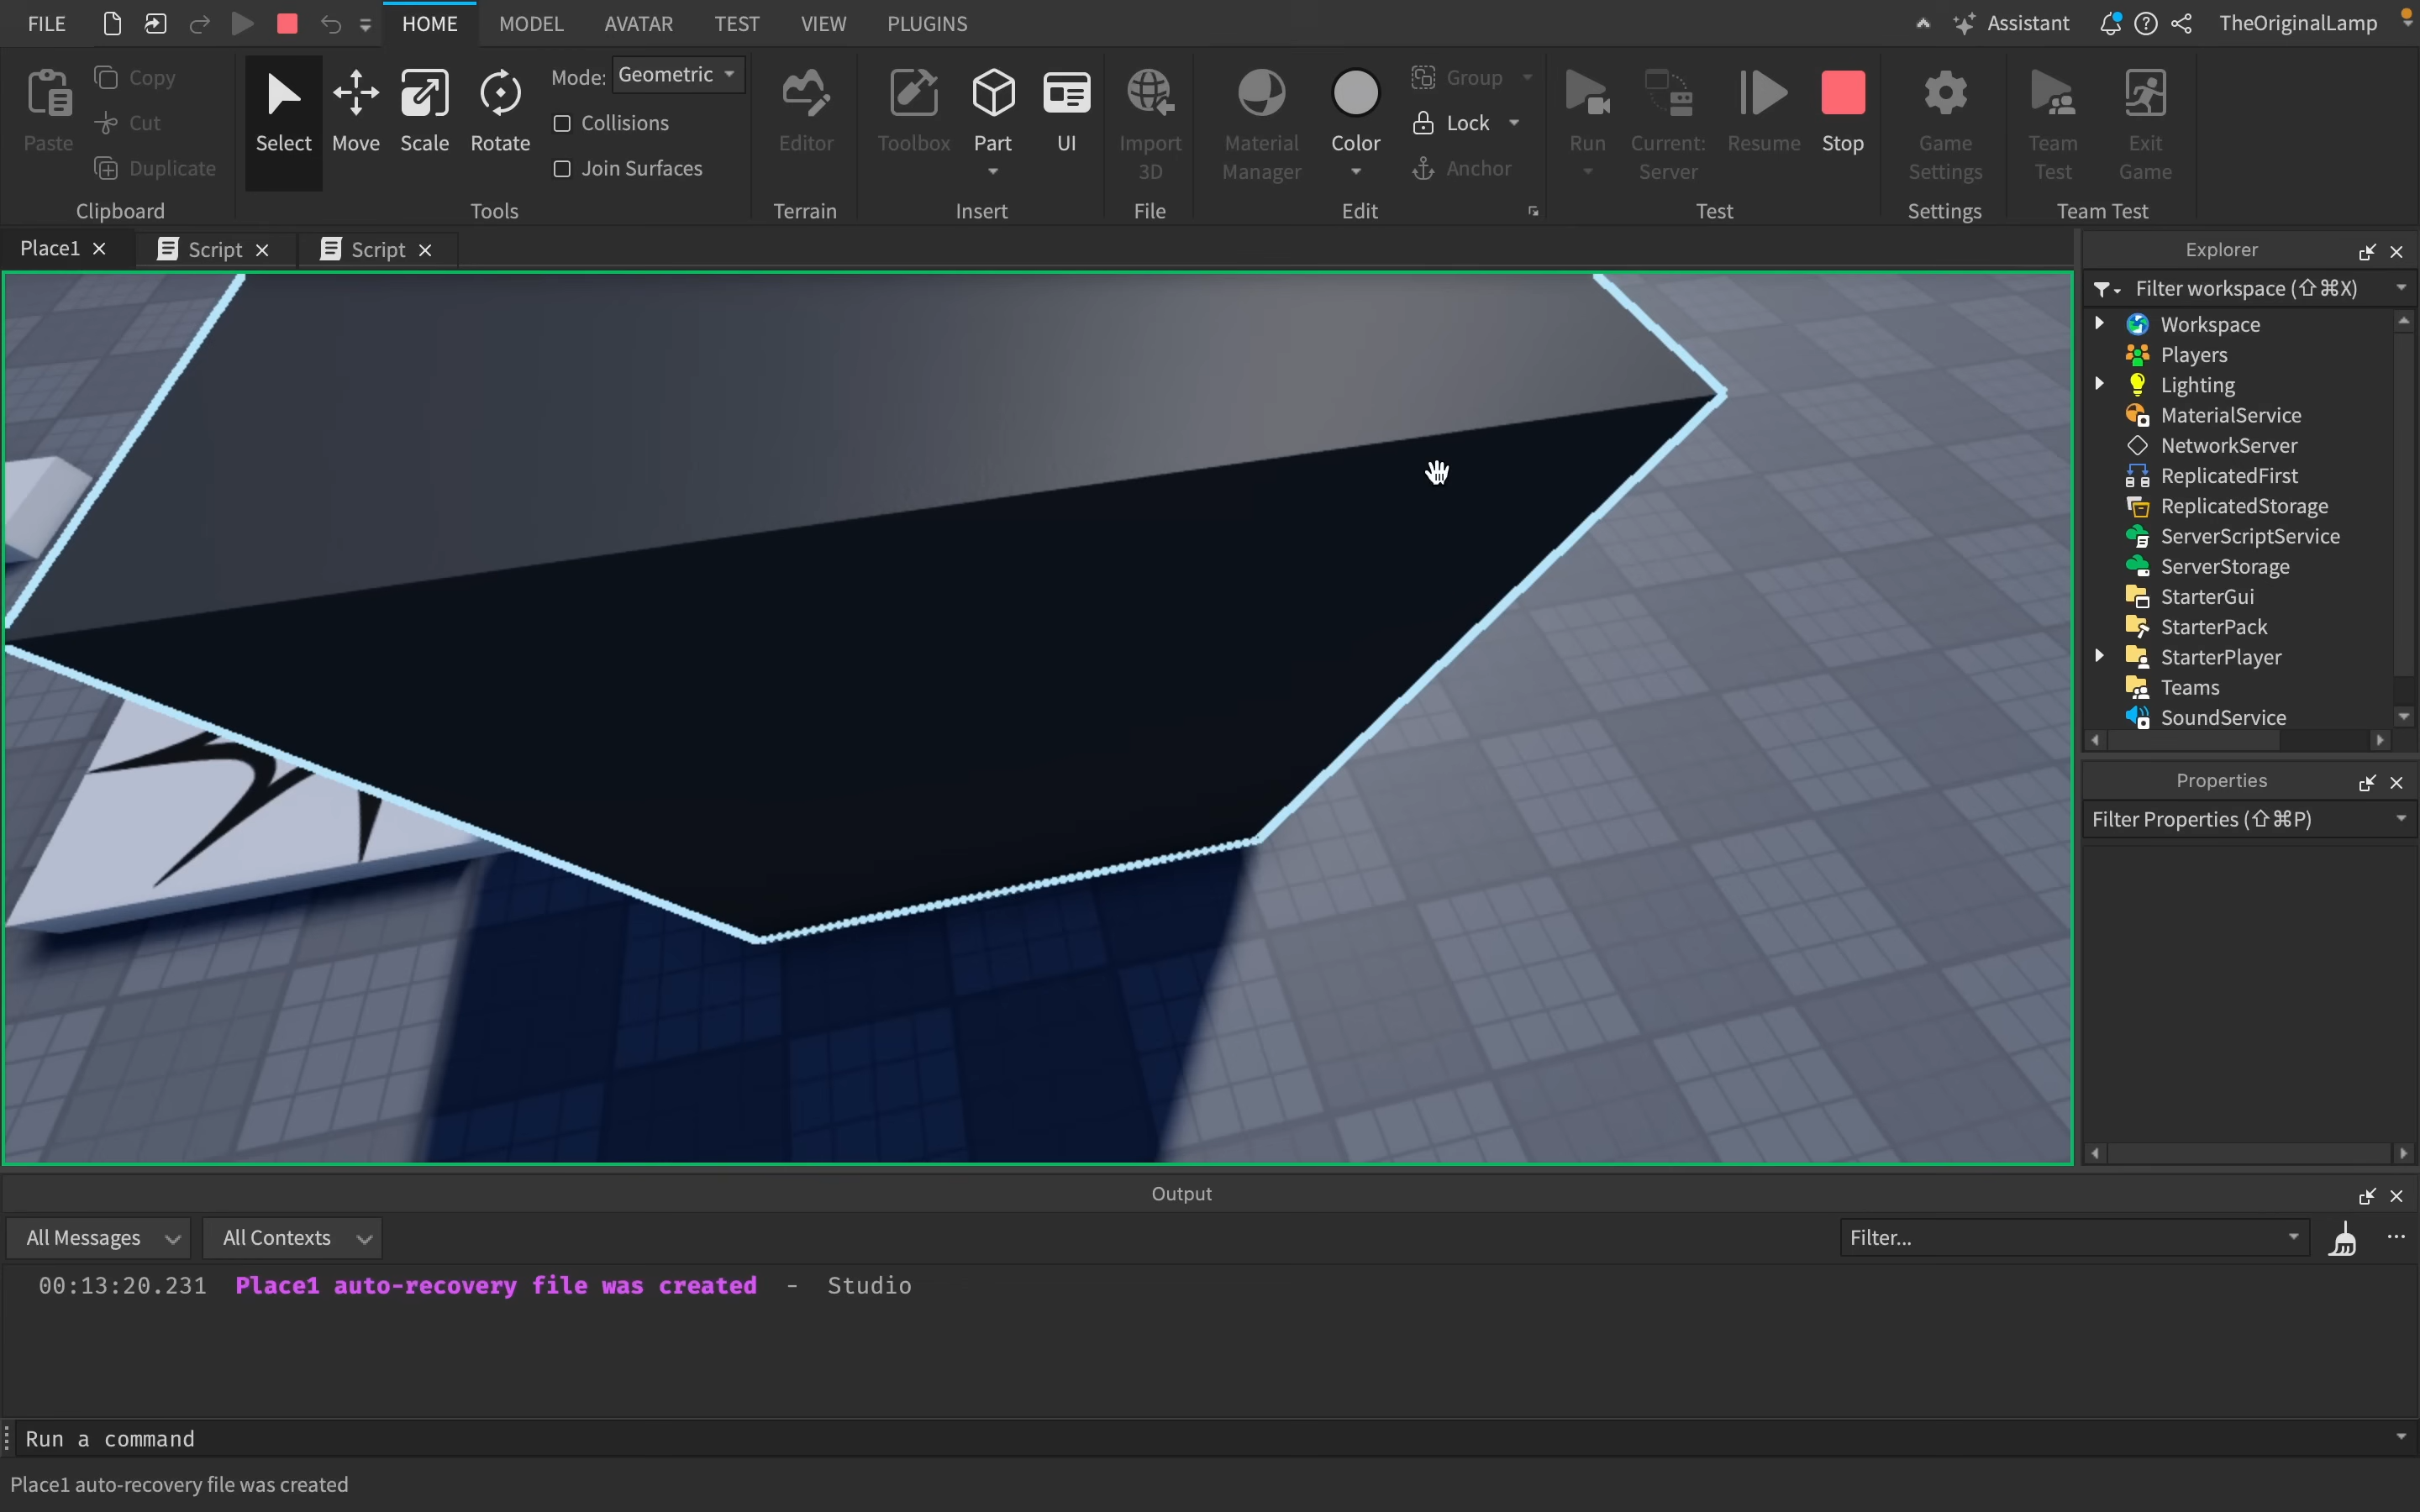 FILE
HOME
MODEL
AVATAR
TEST
VIEW
PLUGINS
Assistant
TheOriginalLamp
Paste
Copy
Cut
Duplicate
Clipboard
Select
Move
Scale
Rotate
Mode: Geometric
Collisions
Join Surfaces
Tools
Editor
Terrain
Toolbox
Part
UI
Insert
Import
3D
File
Material
Manager
Color
Group
Lock
Anchor
Edit
Run
Current:
Server
Resume
Stop
Test
Game
Settings
Settings
Team
Test
Exit
Game
Team Test
Place1
Script
Script
Explorer
Filter workspace (⇧⌘X)
Workspace
Players
Lighting
MaterialService
NetworkServer
ReplicatedFirst
ReplicatedStorage
ServerScriptService
ServerStorage
StarterGui
StarterPack
StarterPlayer
Teams
SoundService
Properties
Filter Properties (⇧⌘P)
Output
All Messages
All Contexts
Filter...
00:13:20.231 Place1 auto-recovery file was created - Studio
Run a command
Place1 auto-recovery file was created